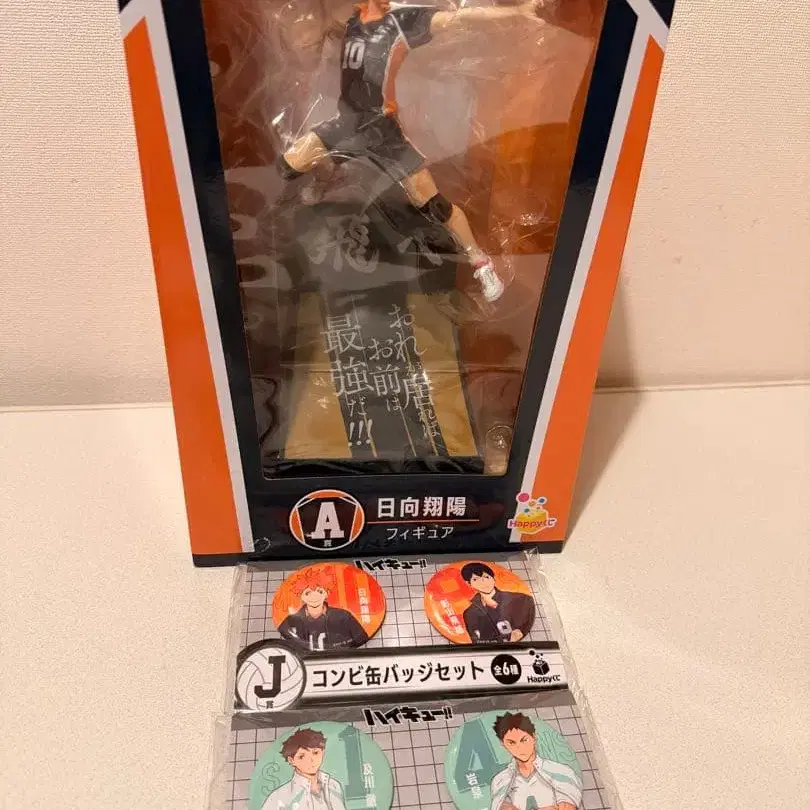 10
飛べ
おれが居ればお前は最強だ!!!
A賞
日向翔陽
フィギュア
Happyくじ
ハイキュー!!
日向翔陽
影山飛雄
J賞
コンビ缶バッジセット
全6種
Happyくじ
ハイキュー!!
1
及川徹
A
岩泉
A